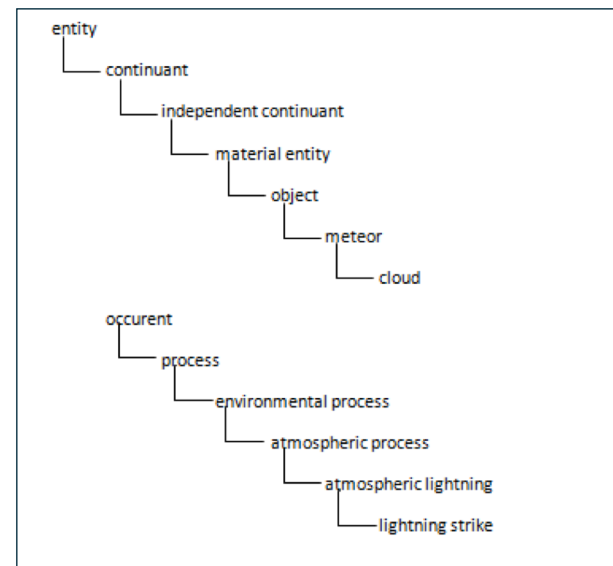 entity
continuant
independent continuant
material entity
object
meteor
cloud
occurent
process
environmental process
atmospheric process
atmospheric lightning
lightning strike